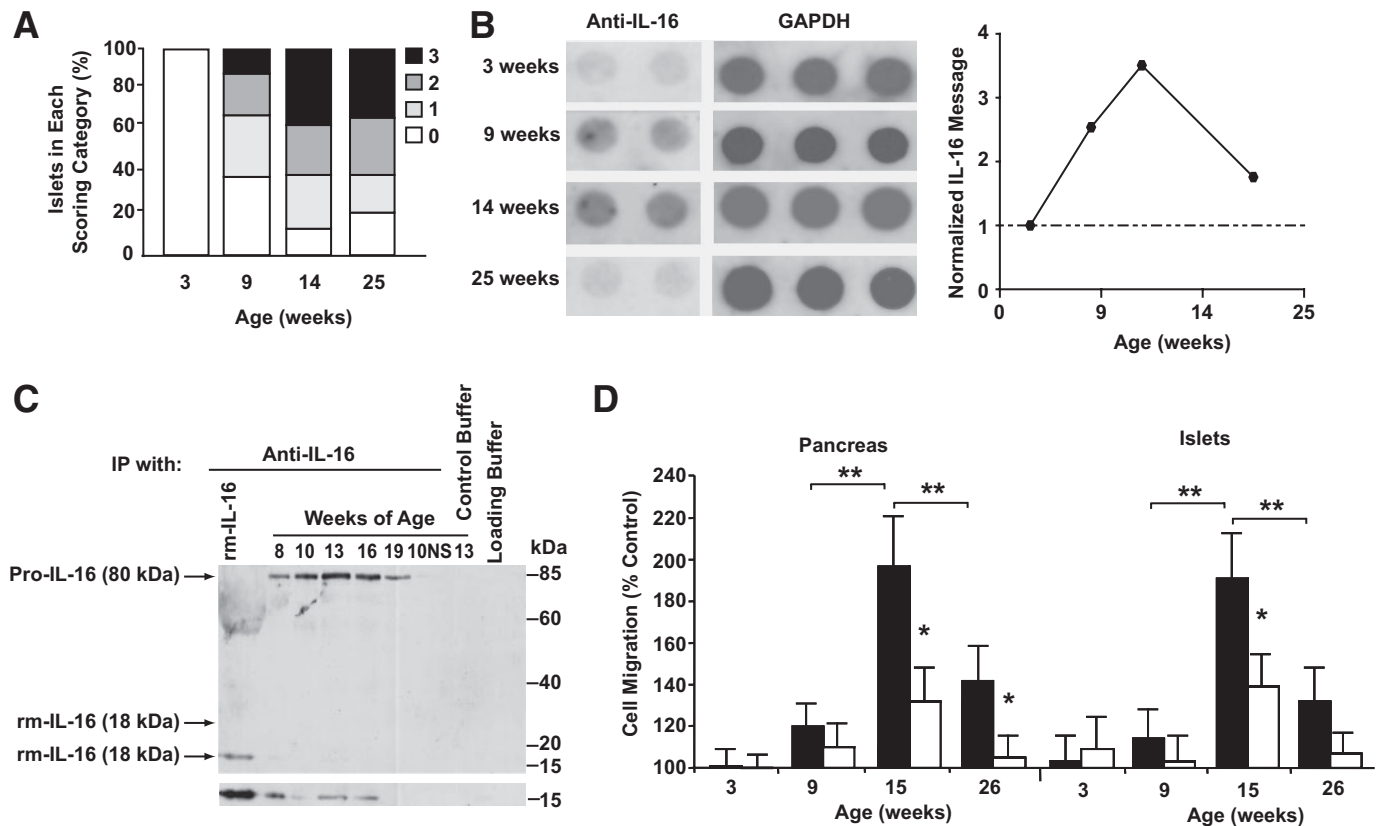 A
Islets in Each
Scoring Category (%)
100
80
60
40
20
0
3
2
1
0
3 9 14 25
Age (weeks)
B
Anti-IL-16 GAPDH
3 weeks
9 weeks
14 weeks
25 weeks
Normalized IL-16 Message
4
3
2
1
0
0 9 14 25
Age (weeks)
C
IP with:
Anti-IL-16
Control Buffer
Loading Buffer
rm-IL-16
Weeks of Age
8 10 13 16 19 10NS 13
kDa
Pro-IL-16 (80 kDa)
rm-IL-16 (18 kDa)
rm-IL-16 (18 kDa)
85
60
40
20
15
15
D
Pancreas
Islets
Cell Migration (% Control)
240
220
200
180
160
140
120
100
** **
* *
** **
*
3 9 15 26 3 9 15 26
Age (weeks) Age (weeks)